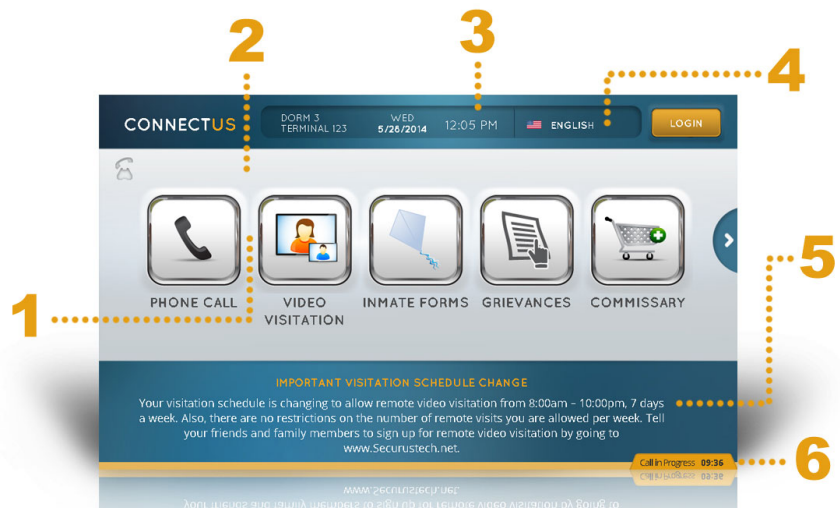 2
3
4
CONNECTUS
DORM 3
TERMINAL 123
WED
5/26/2014
12:05 PM
ENGLISH
LOGIN
1
PHONE CALL
VIDEO
VISITATION
INMATE FORMS
GRIEVANCES
COMMISSARY
5
IMPORTANT VISITATION SCHEDULE CHANGE
Your visitation schedule is changing to allow remote video visitation from 8:00am - 10:00pm, 7 days
a week. Also, there are no restrictions on the number of remote visits you are allowed per week. Tell
your friends and family members to sign up for remote video visitation by going to
www.Securustech.net.
Call in Progress 09:36
6